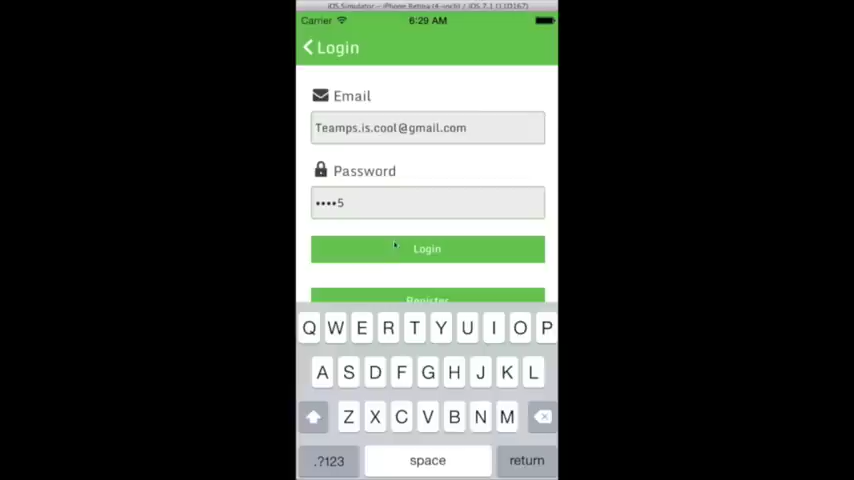 iOS Simulator - iPhone Retina (4-inch) / iOS 7.1 (11D167)
Carrier 6:29 AM
Login
Email
Teamps.is.cool@gmail.com
Password
••••5
Login
Register
Q W E R T Y U I O P
A S D F G H J K L
Z X C V B N M
.?123 space return